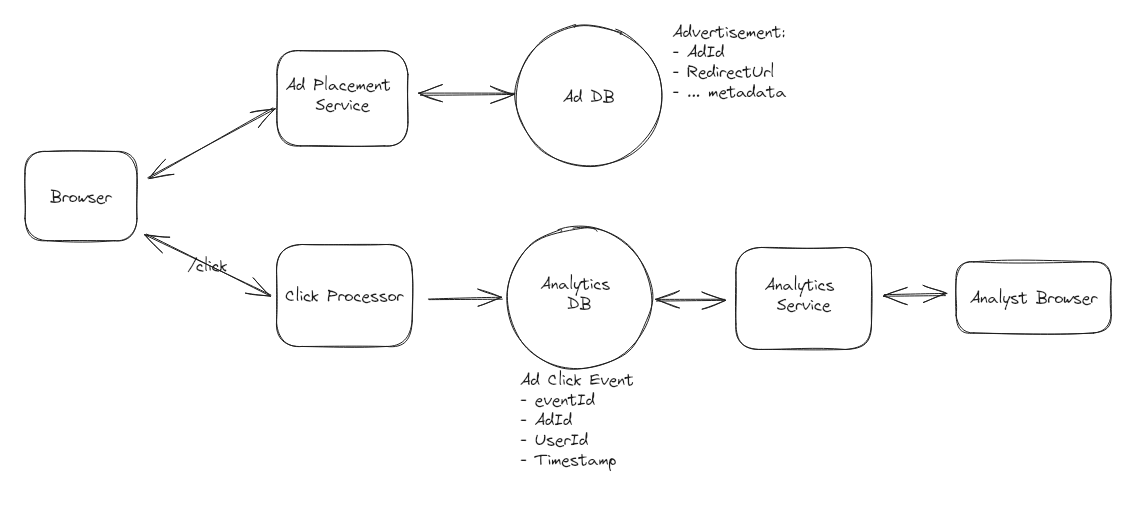 Advertisement:
- AdId
- RedirectUrl
- ... metadata
Ad Placement
Service
Ad DB
Browser
/click
Click Processor
Analytics
DB
Analytics
Service
Analyst Browser
Ad Click Event
- eventId
- AdId
- UserId
- Timestamp